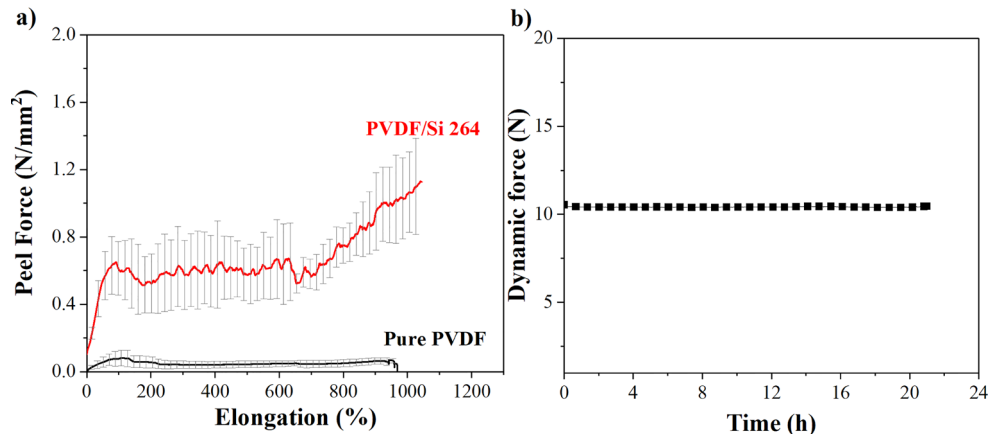 a)
2.0
1.6
1.2
0.8
0.4
0.0
Peel Force (N/mm²)
PVDF/Si 264
Pure PVDF
0 200 400 600 800 1000 1200
Elongation (%)
b)
20
15
10
5
Dynamic force (N)
0 4 8 12 16 20 24
Time (h)